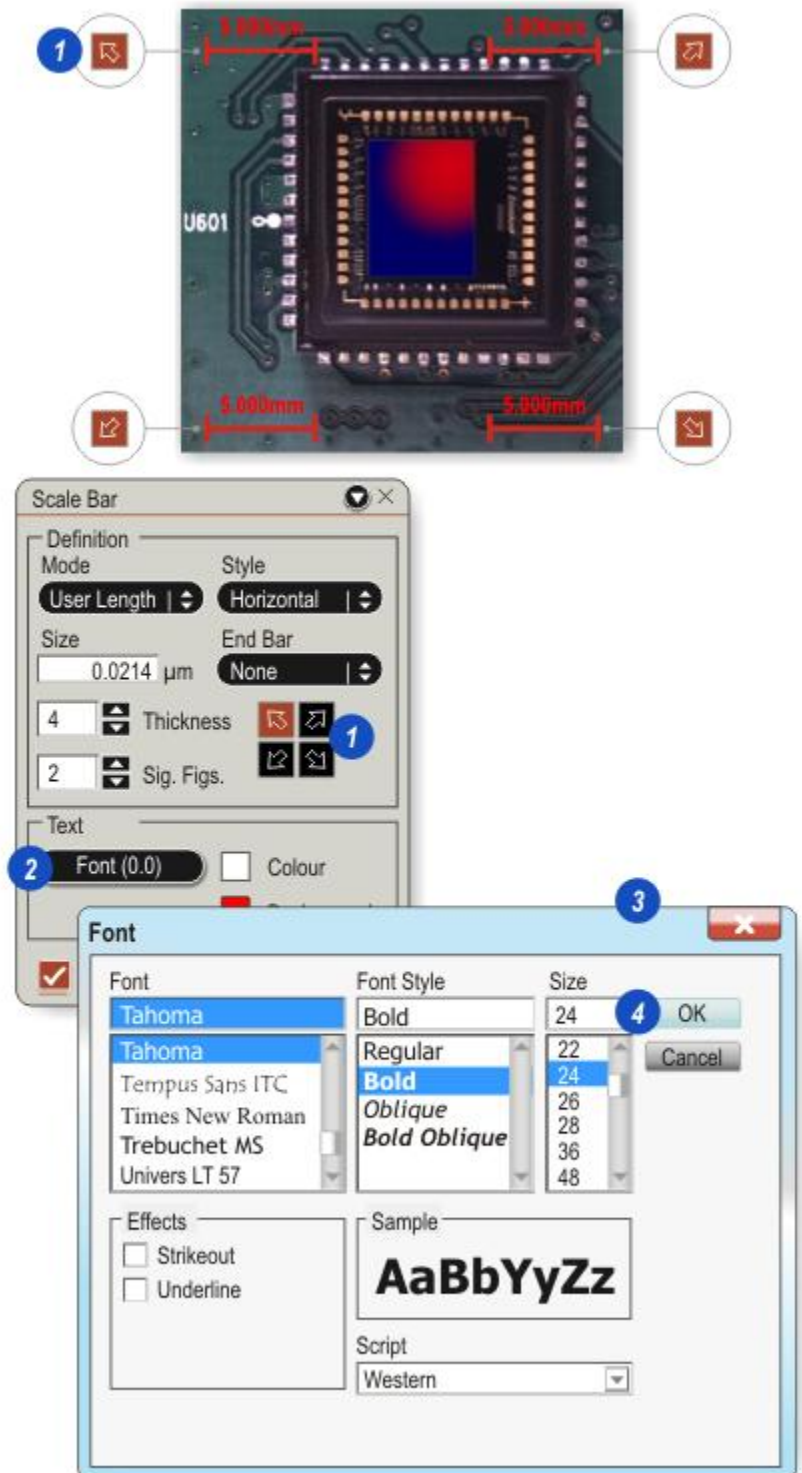 1
5.000mm
5.000mm
U601
5.000mm
5.000mm
Scale Bar
Definition
Mode
Style
User Length
Horizontal
Size
End Bar
0.0214 µm
None
4
Thickness
1
2
Sig. Figs.
Text
2
Font (0.0)
Colour
3
Font
Font
Font Style
Size
Tahoma
Bold
24
4
OK
Tahoma
Tempus Sans ITC
Times New Roman
Trebuchet MS
Univers LT 57
Regular
Bold
Oblique
Bold Oblique
22
24
26
28
36
48
Cancel
Effects
Strikeout
Underline
Sample
AaBbYyZz
Script
Western